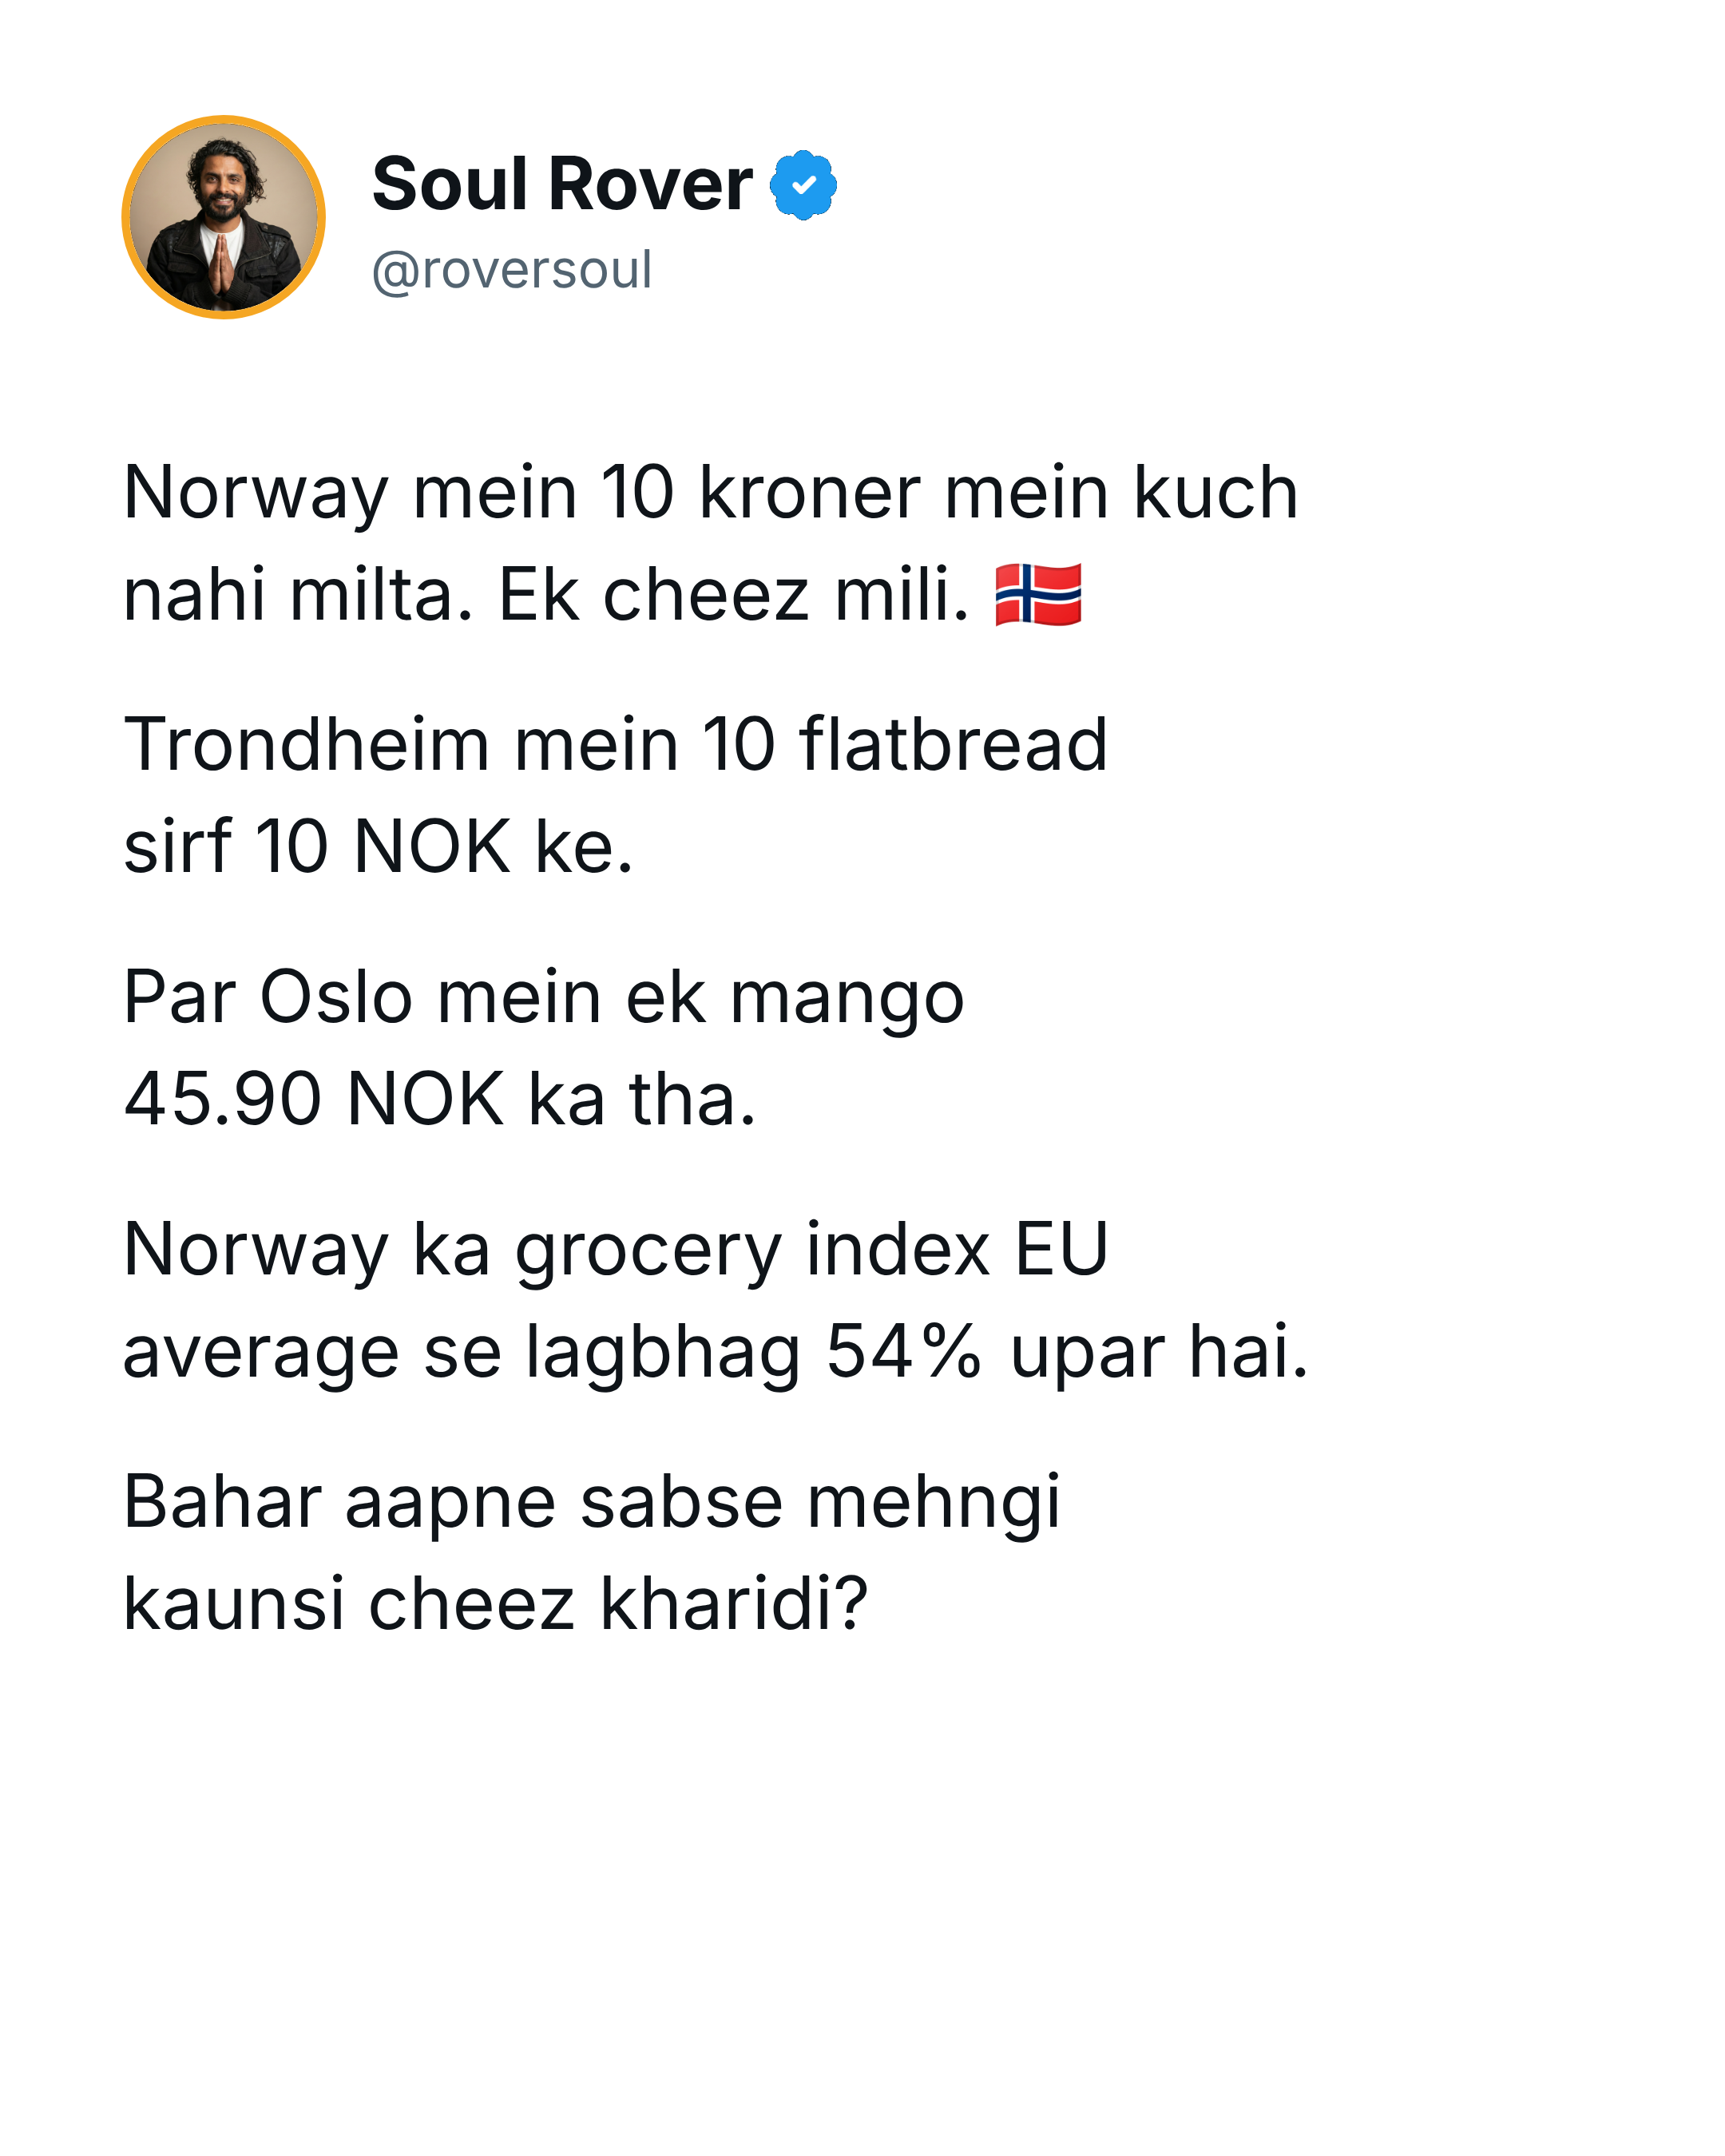 Soul Rover
@roversoul
Norway mein 10 kroner mein kuch
nahi milta. Ek cheez mili. 🇳🇴
Trondheim mein 10 flatbread
sirf 10 NOK ke.
Par Oslo mein ek mango
45.90 NOK ka tha.
Norway ka grocery index EU
average se lagbhag 54% upar hai.
Bahar aapne sabse mehngi
kaunsi cheez kharidi?